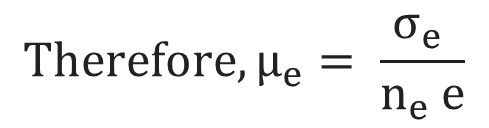 Therefore, μₑ = σₑ / nₑ e